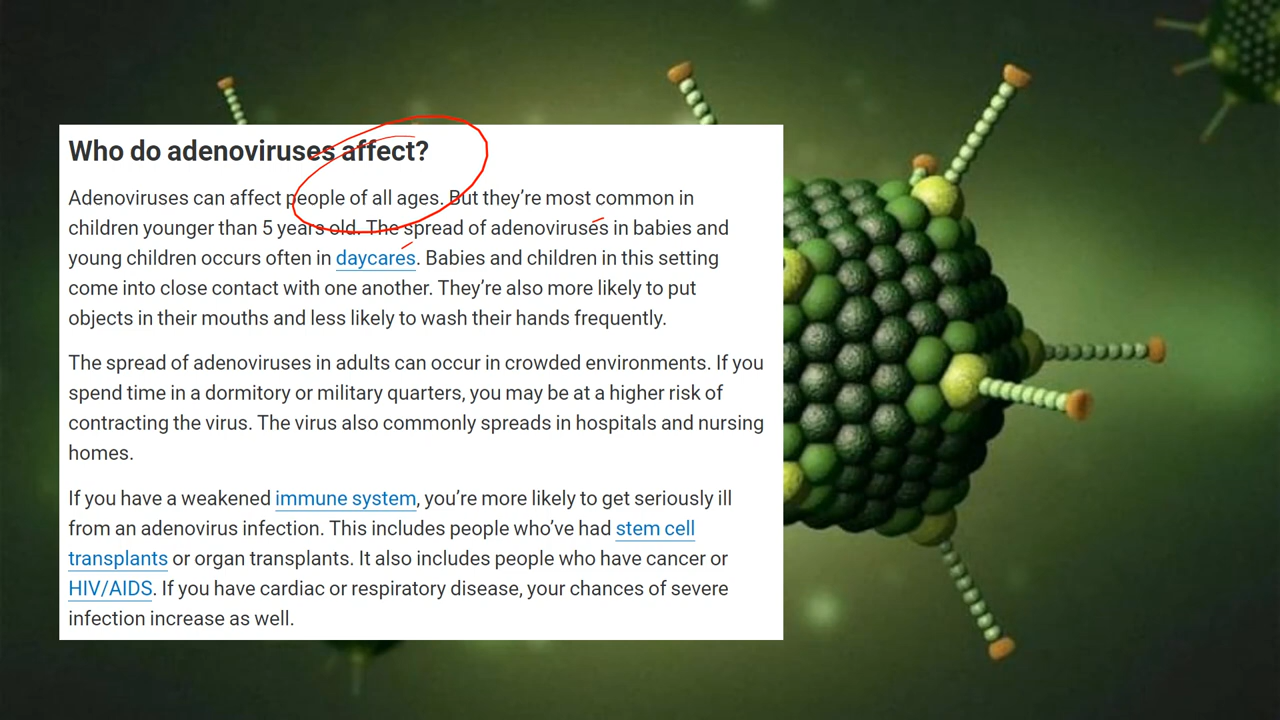 Who do adenoviruses affect?
Adenoviruses can affect people of all ages. But they're most common in
children younger than 5 years old. The spread of adenoviruses in babies and
young children occurs often in daycares. Babies and children in this setting
come into close contact with one another. They're also more likely to put
objects in their mouths and less likely to wash their hands frequently.
The spread of adenoviruses in adults can occur in crowded environments. If you
spend time in a dormitory or military quarters, you may be at a higher risk of
contracting the virus. The virus also commonly spreads in hospitals and nursing
homes.
If you have a weakened immune system, you're more likely to get seriously ill
from an adenovirus infection. This includes people who've had stem cell
transplants or organ transplants. It also includes people who have cancer or
HIV/AIDS. If you have cardiac or respiratory disease, your chances of severe
infection increase as well.